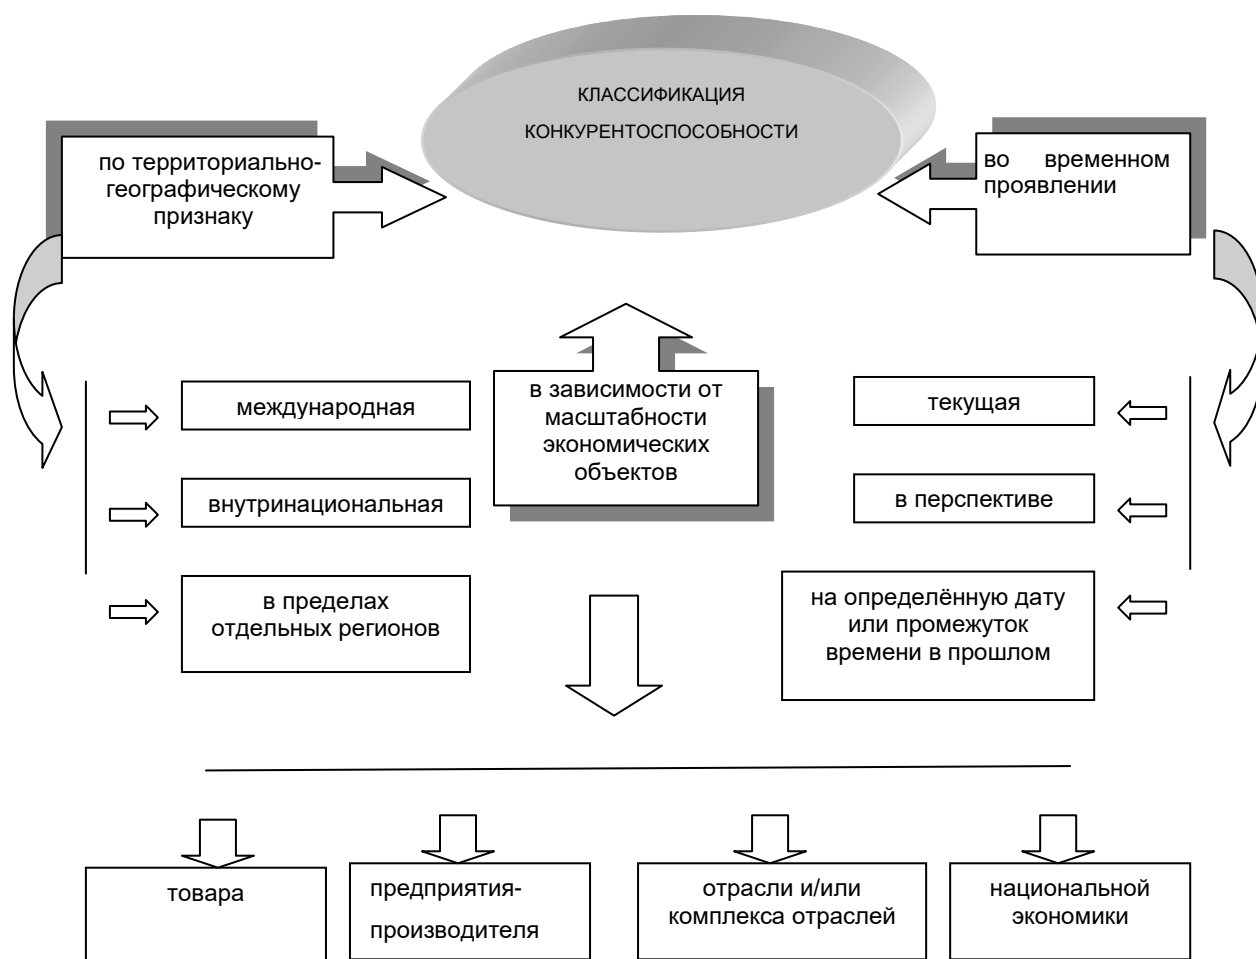 КЛАССИФИКАЦИЯ
КОНКУРЕНТОСПОСОБНОСТИ
по территориально-
географическому
признаку
во временном
проявлении
в зависимости от
масштабности
экономических
объектов
международная
внутринациональная
в пределах
отдельных регионов
текущая
в перспективе
на определённую дату
или промежуток
времени в прошлом
товара
предприятия-
производителя
отрасли и/или
комплекса отраслей
национальной
экономики